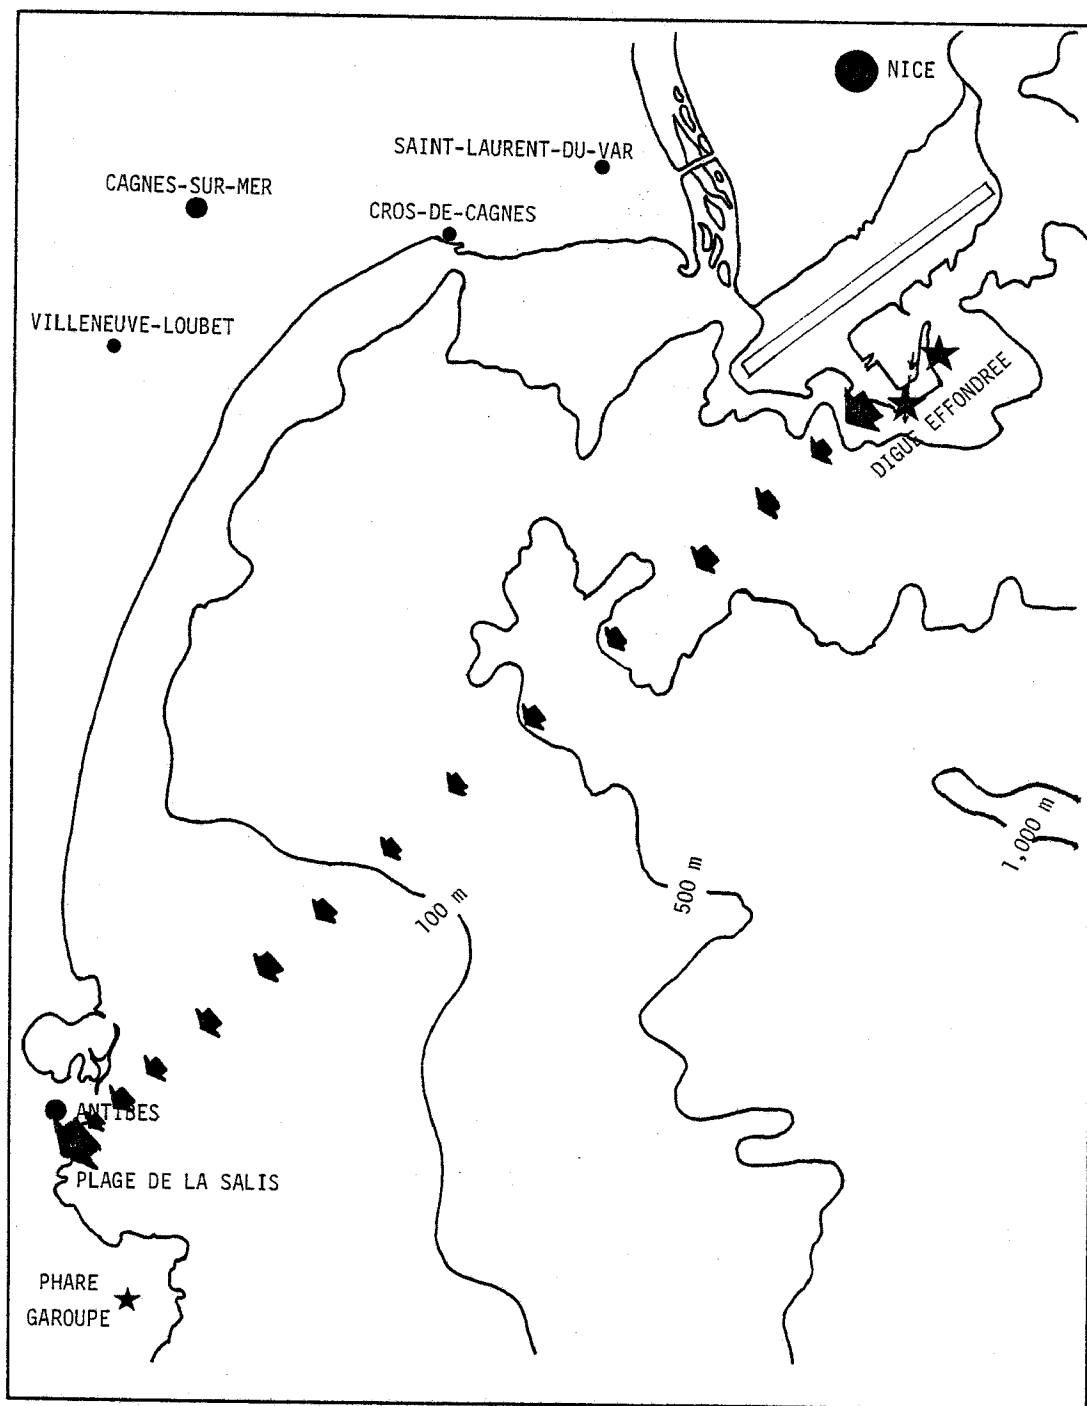 NICE
SAINT-LAURENT-DU-VAR
CAGNES-SUR-MER
CROS-DE-CAGNES
VILLENEUVE-LOUBET
DIGUE EFFONDREE
1,000 m
500 m
100 m
ANTIBES
PLAGE DE LA SALIS
PHARE
GAROUPE